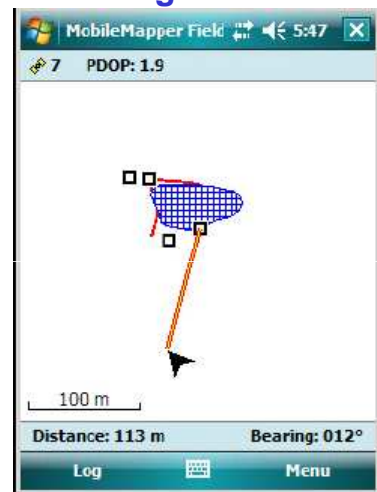 MobileMapper Field 5:47
7 PDOP: 1.9
100 m
Distance: 113 m Bearing: 012°
Log Menu